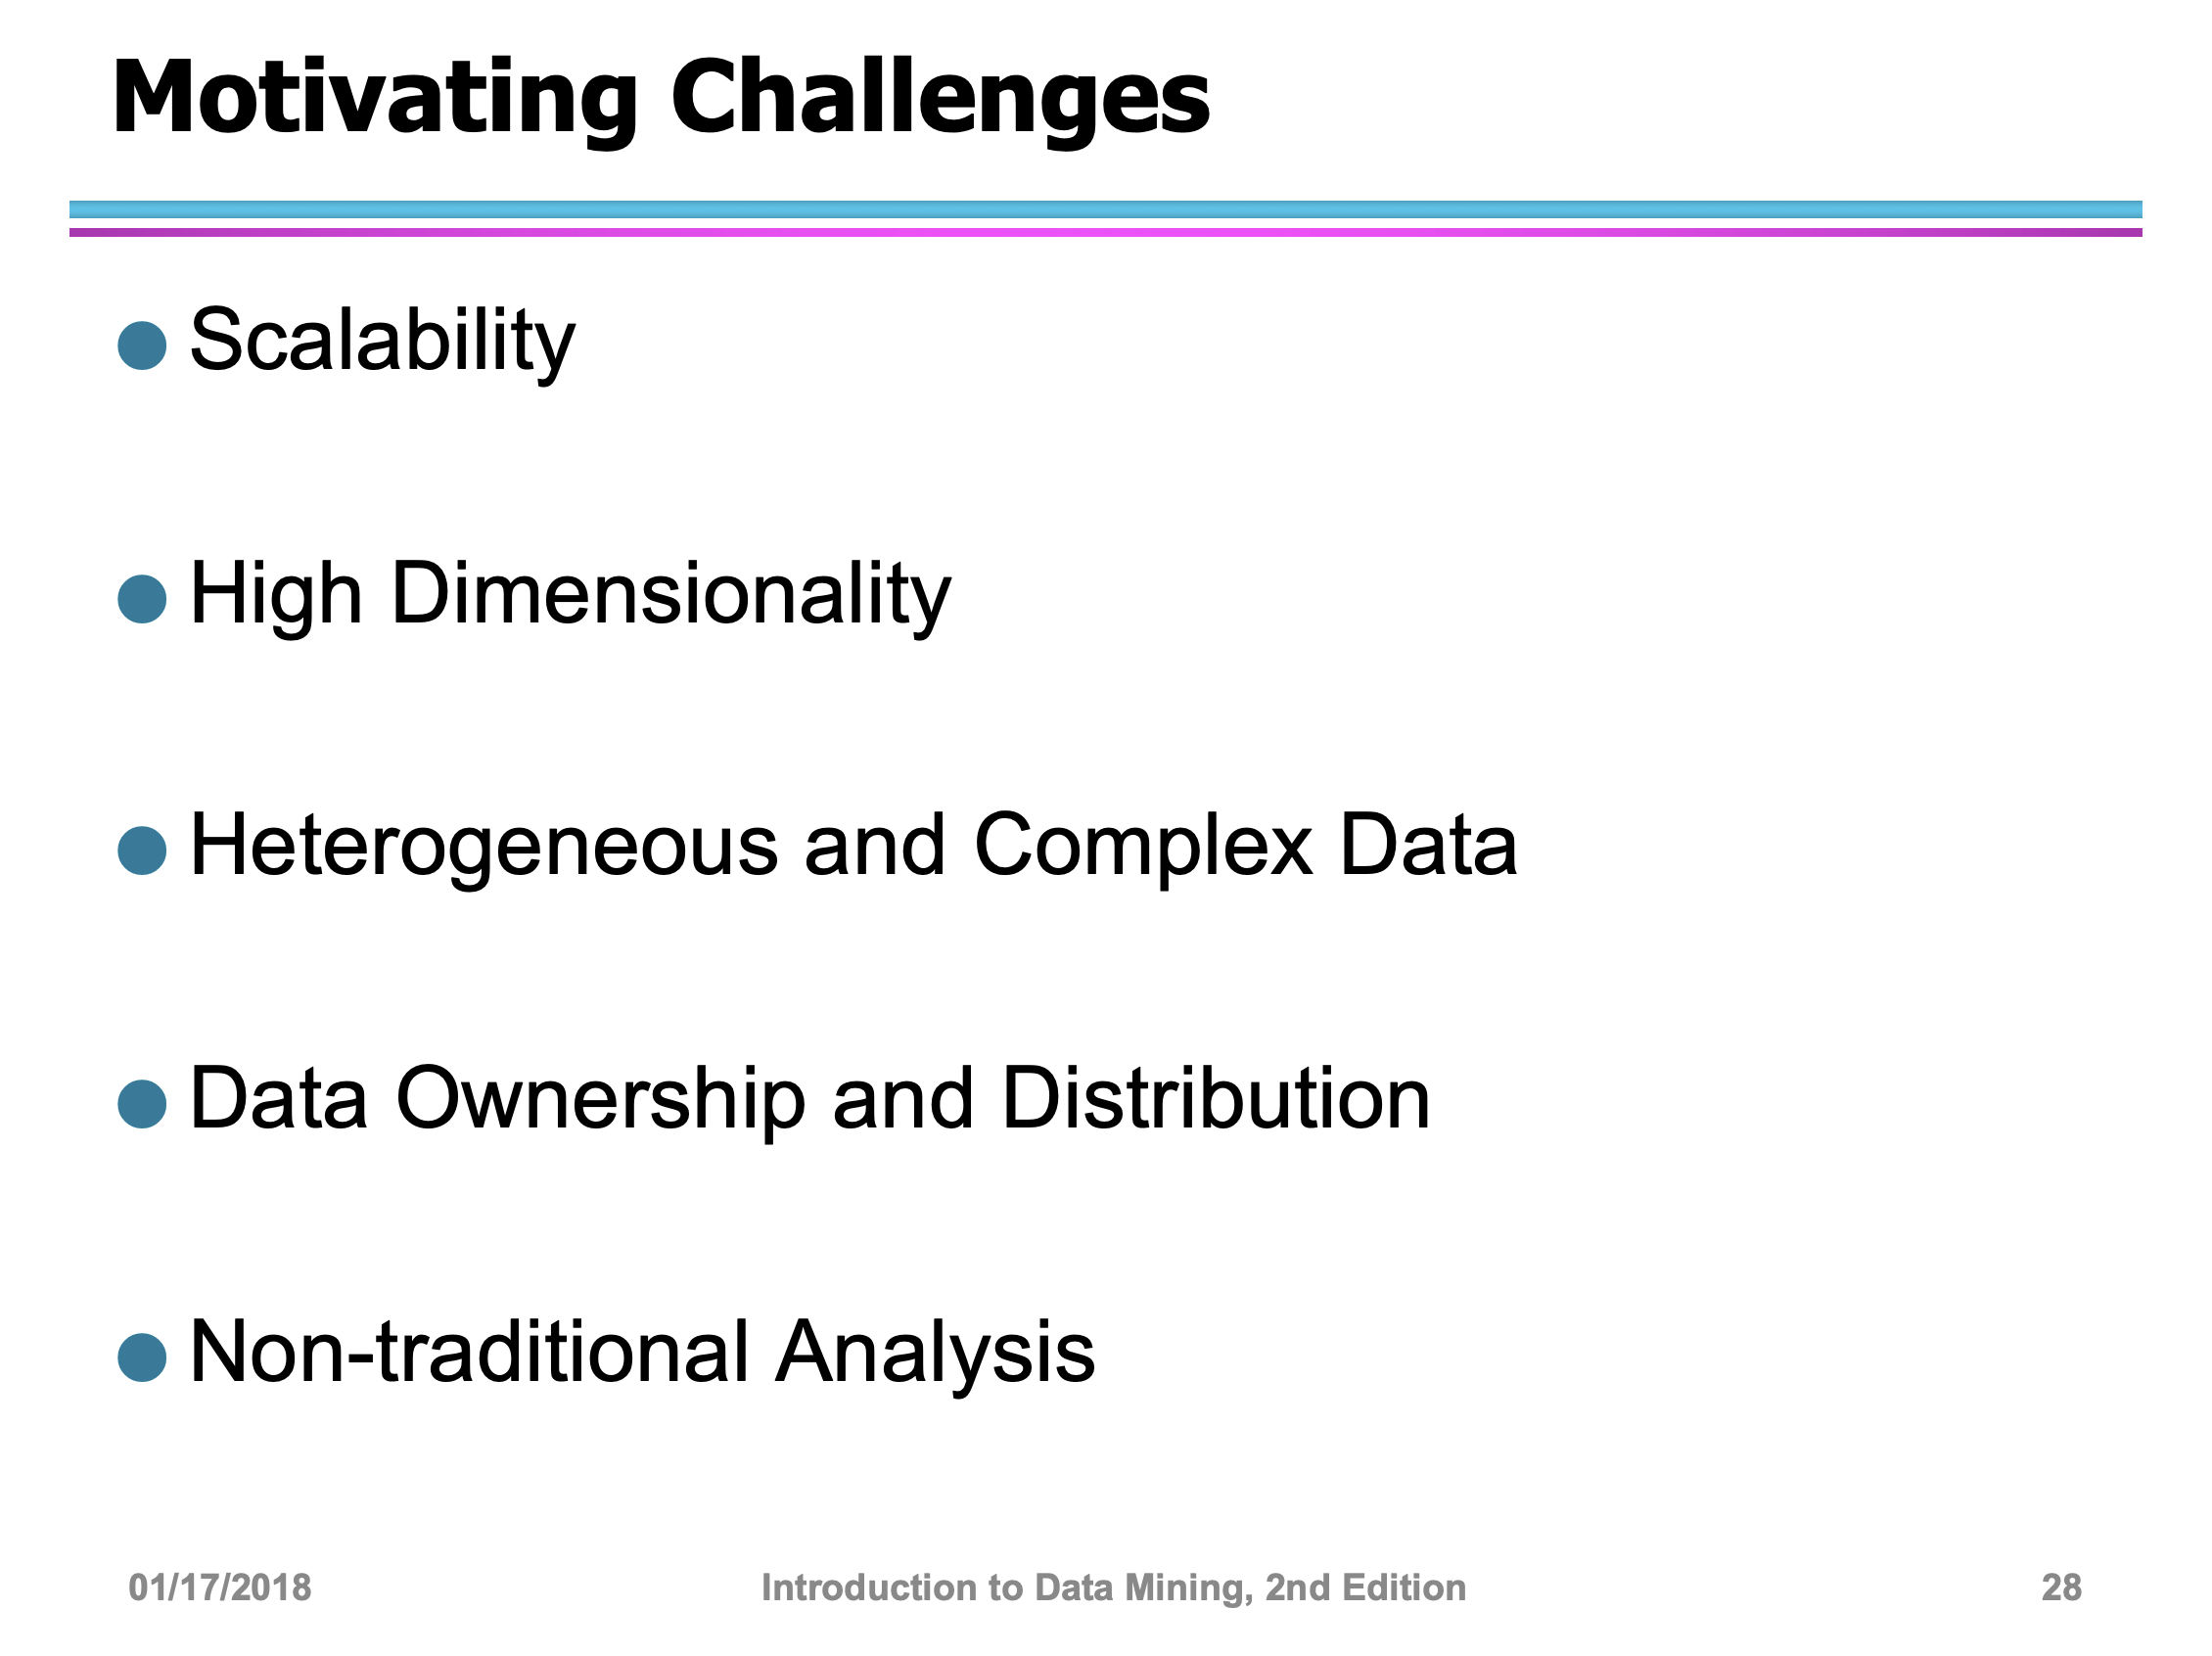 Motivating Challenges
Scalability
High Dimensionality
Heterogeneous and Complex Data
Data Ownership and Distribution
Non-traditional Analysis
01/17/2018
Introduction to Data Mining, 2nd Edition
28